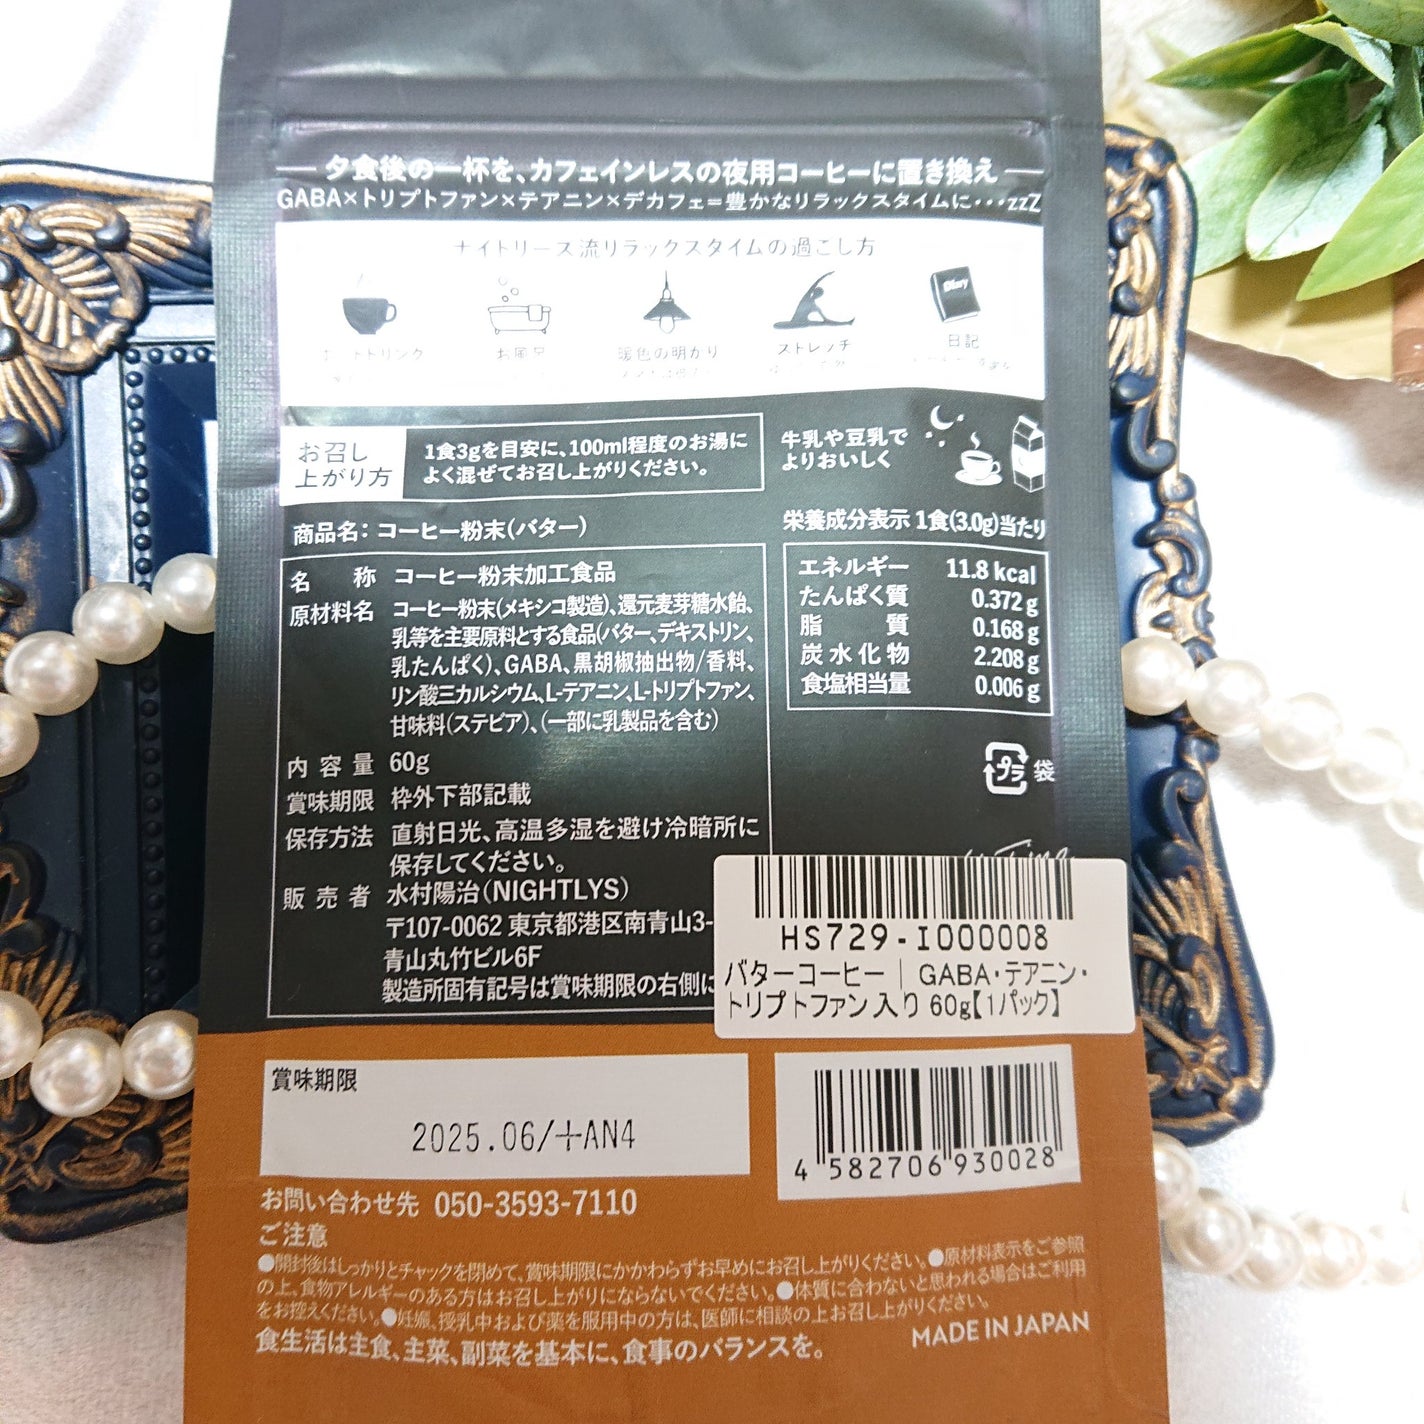 夕食後の一杯を、カフェインレスの夜用コーヒーに置き換え
GABA×トリプトファン×テアニン×デカフェ=豊かなリラックスタイムに・・・zzZ
ナイトリース流リラックスタイムの過ごし方
Diary
お風呂
暖色の明かり
ストレッチ
日記
お召し
上がり方
1食3gを目安に、100ml程度のお湯に
よく混ぜてお召し上がりください。
牛乳や豆乳で
よりおいしく
商品名：コーヒー粉末(バター)
名称 コーヒー粉末加工食品
原材料名 コーヒー粉末(メキシコ製造)、還元麦芽糖水飴、
乳等を主要原料とする食品(バター、デキストリン、
乳たんぱく)、GABA、黒胡椒抽出物/香料、
リン酸三カルシウム、L-テアニン、L-トリプトファン、
甘味料(ステビア)、(一部に乳製品を含む)
内容量 60g
賞味期限 枠外下部記載
保存方法 直射日光、高温多湿を避け冷暗所に
保存してください。
販売者 水村陽治(NIGHTLYS)
〒107-0062 東京都港区南青山3-
青山丸竹ビル6F
製造所固有記号は賞味期限の右側に
栄養成分表示 1食(3.0g)当たり
エネルギー 11.8 kcal
たんぱく質 0.372 g
脂質 0.168 g
炭水化物 2.208 g
食塩相当量 0.006 g
プラ 袋
HS729-I000008
バターコーヒー｜GABA・テアニン・
トリプトファン入り 60g【1パック】
賞味期限
2025.06/+AN4
4 582706 930028
お問い合わせ先 050-3593-7110
ご注意
●開封後はしっかりとチャックを閉めて、賞味期限にかかわらずお早めにお召し上がりください。●原材料表示をご参照
の上、食物アレルギーのある方はお召し上がりにならないでください。●体質に合わないと思われる場合はご利用
をお控えください。●妊娠、授乳中および薬を服用中の方は、医師に相談の上お召し上がりください。
食生活は主食、主菜、副菜を基本に、食事のバランスを。
MADE IN JAPAN